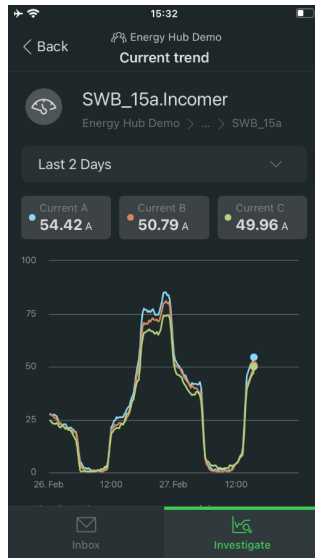 15:32
Back
Energy Hub Demo
Current trend
SWB_15a.Incomer
Energy Hub Demo > ... > SWB_15a
Last 2 Days
Current A
54.42 A
Current B
50.79 A
Current C
49.96 A
100
75
50
25
0
26. Feb 12:00 27. Feb 12:00
Inbox
Investigate